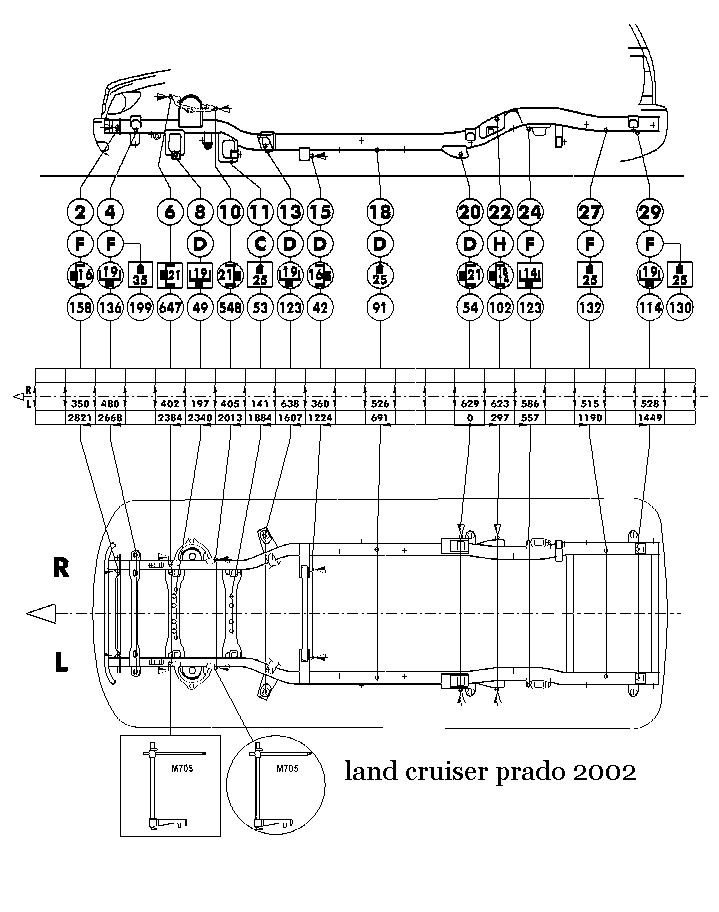 2 4 6 8 10 11 13 15 18 20 22 24 27 29
F F D C D D D D H F F F
16 19 35 21 19 21 25 19 16 25 21 14 25 19 25
158 136 199 647 49 548 53 123 42 91 54 102 123 132 114 130
R
L 350 480 402 197 405 141 638 360 526 629 623 586 515 528
2821 2668 2384 2340 2013 1884 1607 1224 691 0 297 557 1190 1449
R
L
M705 M705
land cruiser prado 2002